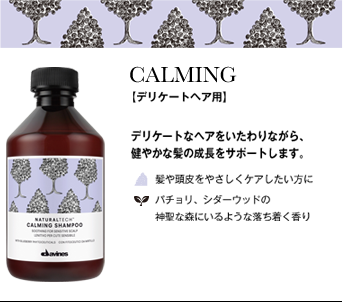 CALMING
【デリケートヘア用】
デリケートなヘアをいたわりながら、
健やかな髪の成長をサポートします。
髪や頭皮をやさしくケアしたい方に
パチョリ、シダーウッドの
神聖な森にいるような落ち着く香り
NATURALTECH
CALMING SHAMPOO
SOOTHING FOR SENSITIVE SCALP
davines